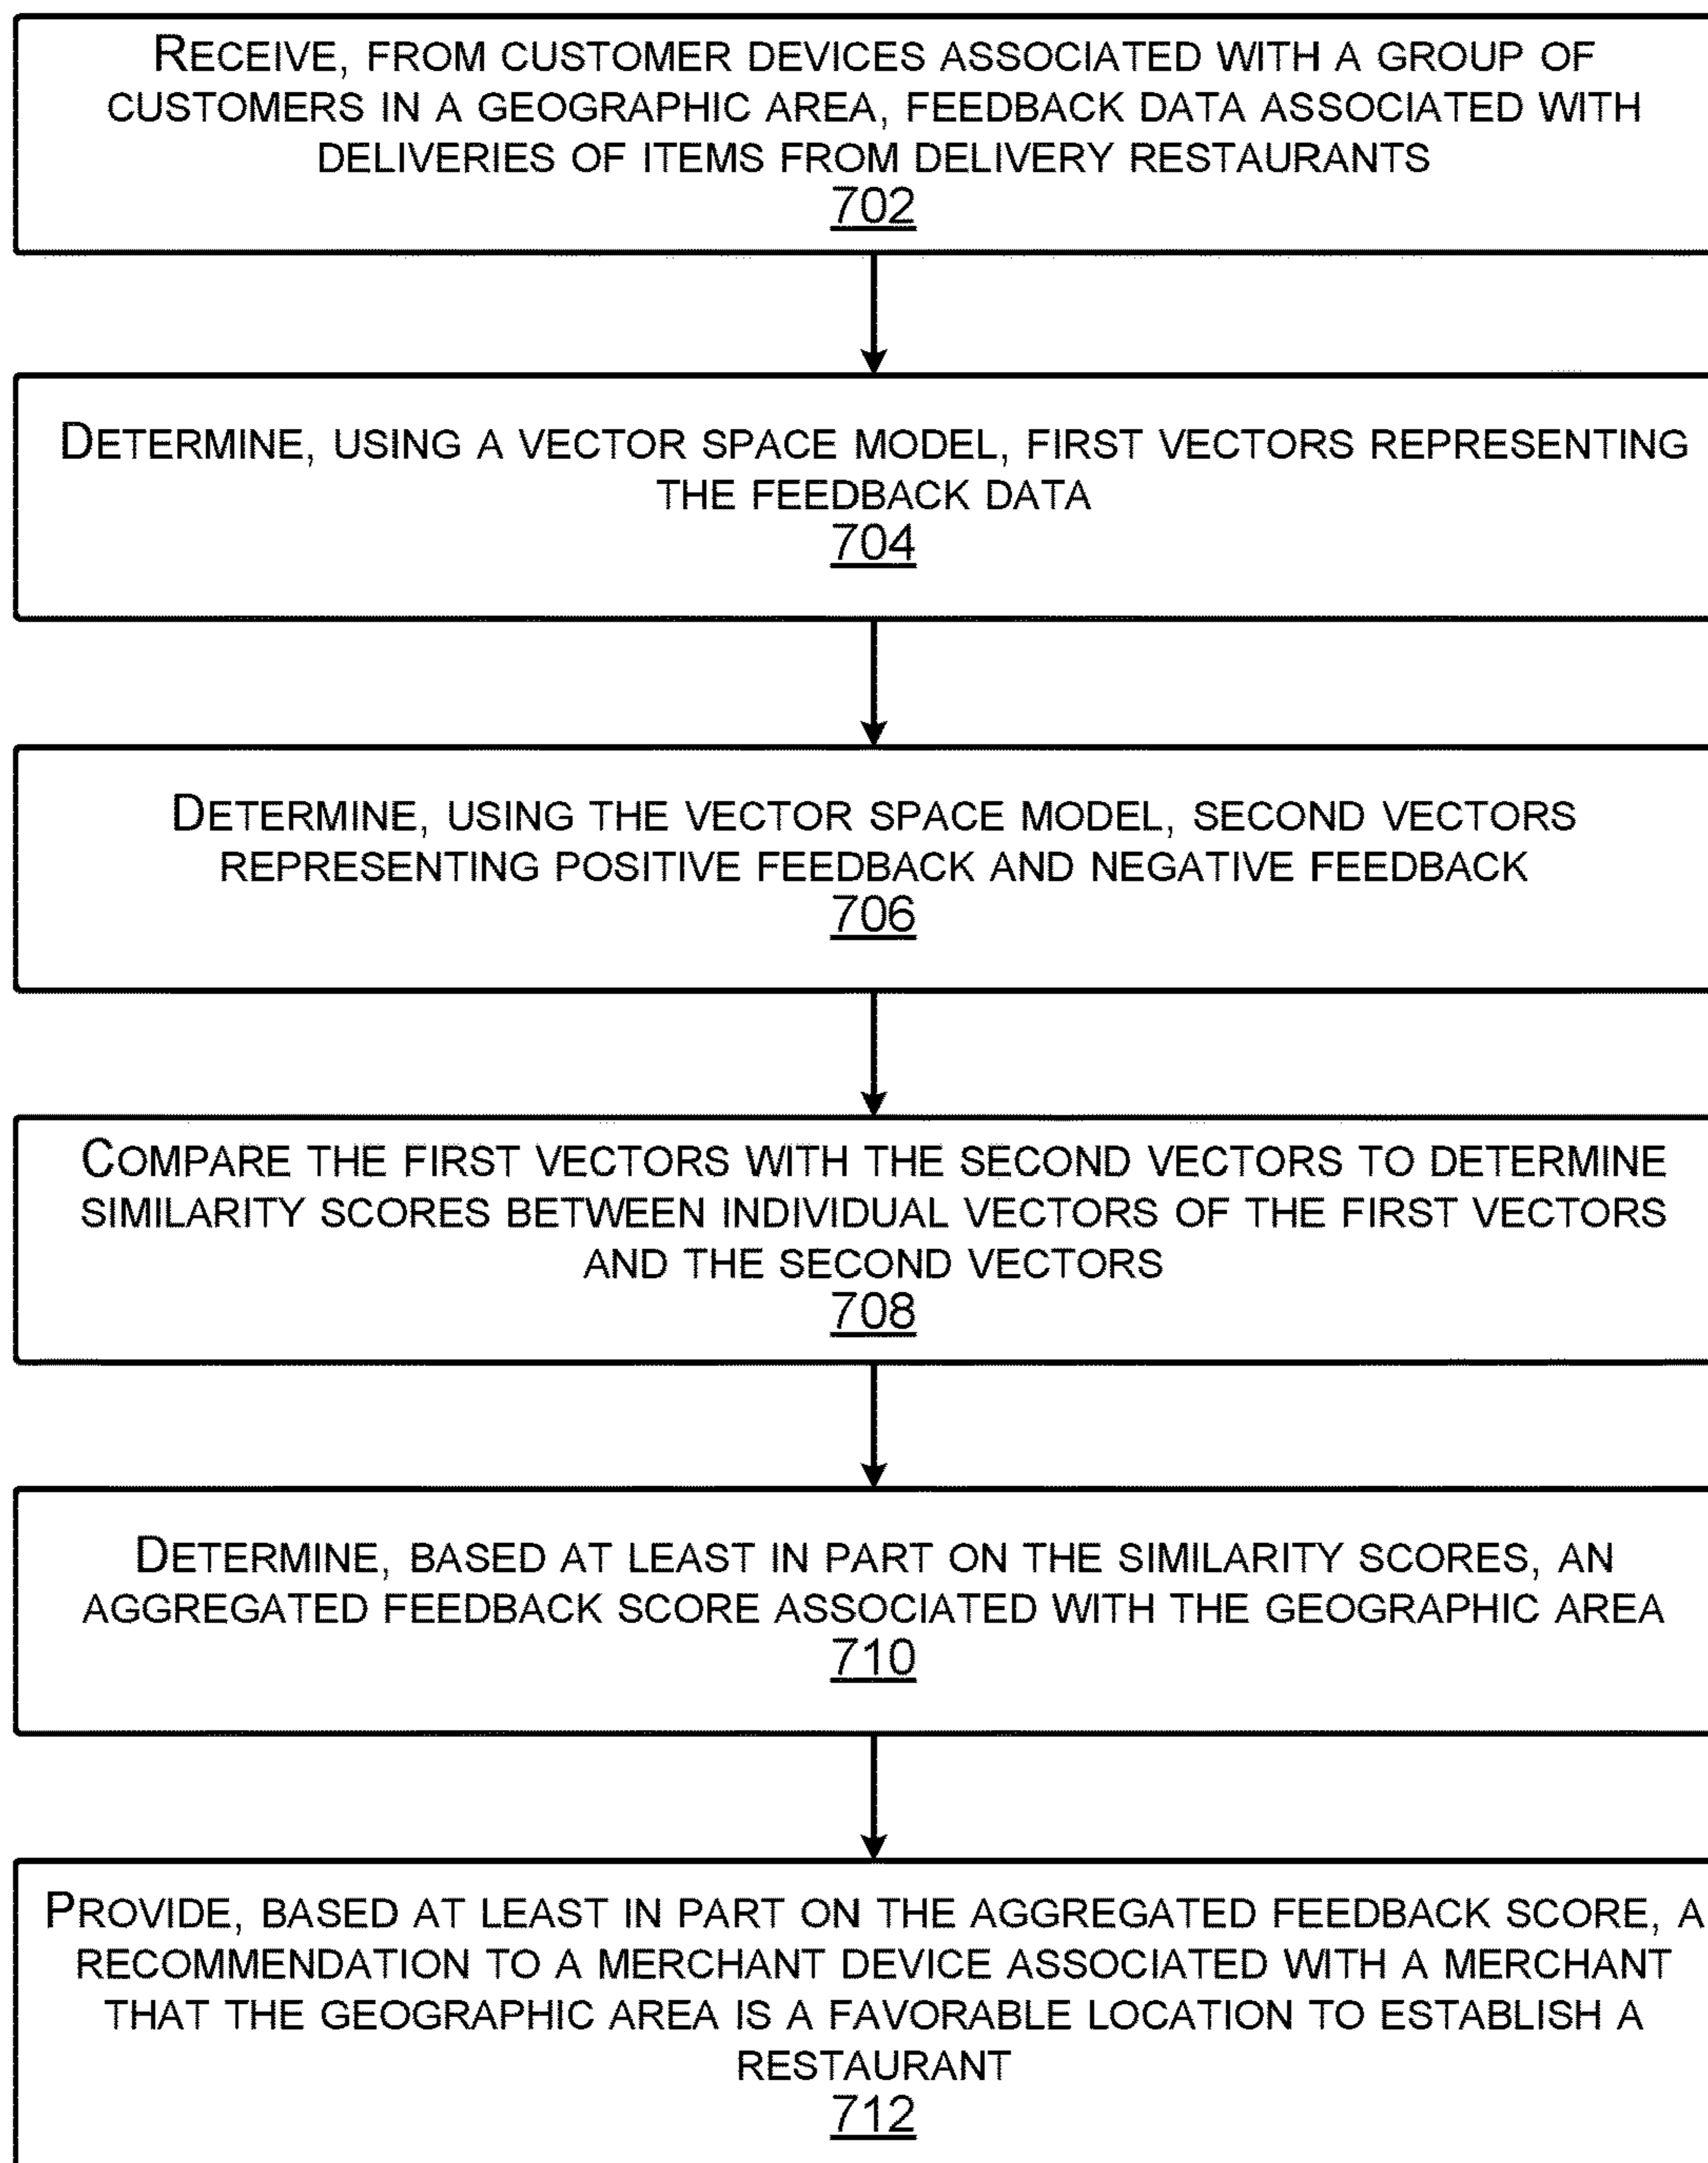 RECEIVE, FROM CUSTOMER DEVICES ASSOCIATED WITH A GROUP OF
CUSTOMERS IN A GEOGRAPHIC AREA, FEEDBACK DATA ASSOCIATED WITH
DELIVERIES OF ITEMS FROM DELIVERY RESTAURANTS
702
DETERMINE, USING A VECTOR SPACE MODEL, FIRST VECTORS REPRESENTING
THE FEEDBACK DATA
704
DETERMINE, USING THE VECTOR SPACE MODEL, SECOND VECTORS
REPRESENTING POSITIVE FEEDBACK AND NEGATIVE FEEDBACK
706
COMPARE THE FIRST VECTORS WITH THE SECOND VECTORS TO DETERMINE
SIMILARITY SCORES BETWEEN INDIVIDUAL VECTORS OF THE FIRST VECTORS
AND THE SECOND VECTORS
708
DETERMINE, BASED AT LEAST IN PART ON THE SIMILARITY SCORES, AN
AGGREGATED FEEDBACK SCORE ASSOCIATED WITH THE GEOGRAPHIC AREA
710
PROVIDE, BASED AT LEAST IN PART ON THE AGGREGATED FEEDBACK SCORE, A
RECOMMENDATION TO A MERCHANT DEVICE ASSOCIATED WITH A MERCHANT
THAT THE GEOGRAPHIC AREA IS A FAVORABLE LOCATION TO ESTABLISH A
RESTAURANT
712